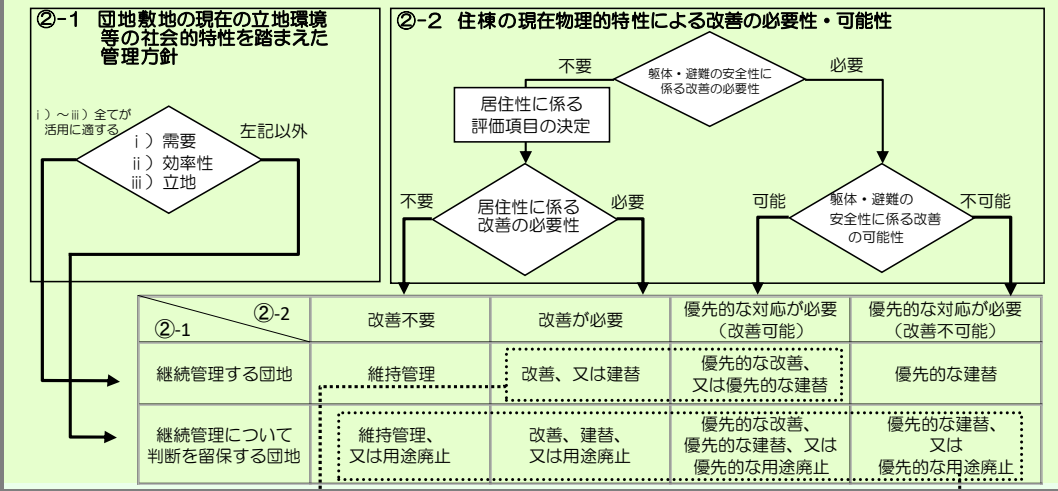 ②-1 団地敷地の現在の立地環境
等の社会的特性を踏まえた
管理方針
ⅰ）～ⅲ）全てが
活用に適する
左記以外
ⅰ）需要
ⅱ）効率性
ⅲ）立地
②-2 住棟の現在物理的特性による改善の必要性・可能性
不要
躯体・避難の安全性に
係る改善の必要性
必要
居住性に係る
評価項目の決定
不要
居住性に係る
改善の必要性
必要
可能
躯体・避難の
安全性に係る改善
の可能性
不可能
②-2
②-1
改善不要
改善が必要
優先的な対応が必要
（改善可能）
優先的な対応が必要
（改善不可能）
継続管理する団地
維持管理
改善、又は建替
優先的な改善、
又は優先的な建替
優先的な建替
継続管理について
判断を留保する団地
維持管理、
又は用途廃止
改善、建替、
又は用途廃止
優先的な改善、
優先的な建替、又は
優先的な用途廃止
優先的な建替、
又は
優先的な用途廃止